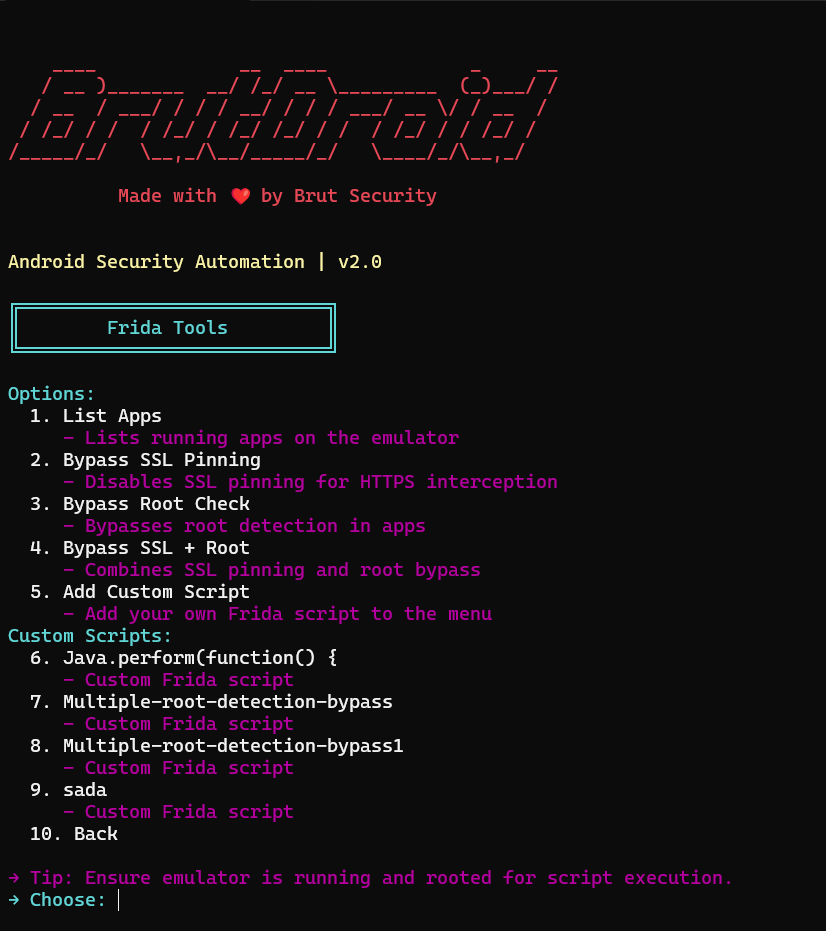 BrutDroid
Made with ❤️ by Brut Security
Android Security Automation | v2.0
Frida Tools
Options:
1. List Apps
– Lists running apps on the emulator
2. Bypass SSL Pinning
– Disables SSL pinning for HTTPS interception
3. Bypass Root Check
– Bypasses root detection in apps
4. Bypass SSL + Root
– Combines SSL pinning and root bypass
5. Add Custom Script
– Add your own Frida script to the menu
Custom Scripts:
6. Java.perform(function() {
– Custom Frida script
7. Multiple-root-detection-bypass
– Custom Frida script
8. Multiple-root-detection-bypass1
– Custom Frida script
9. sada
– Custom Frida script
10. Back
→ Tip: Ensure emulator is running and rooted for script execution.
→ Choose: